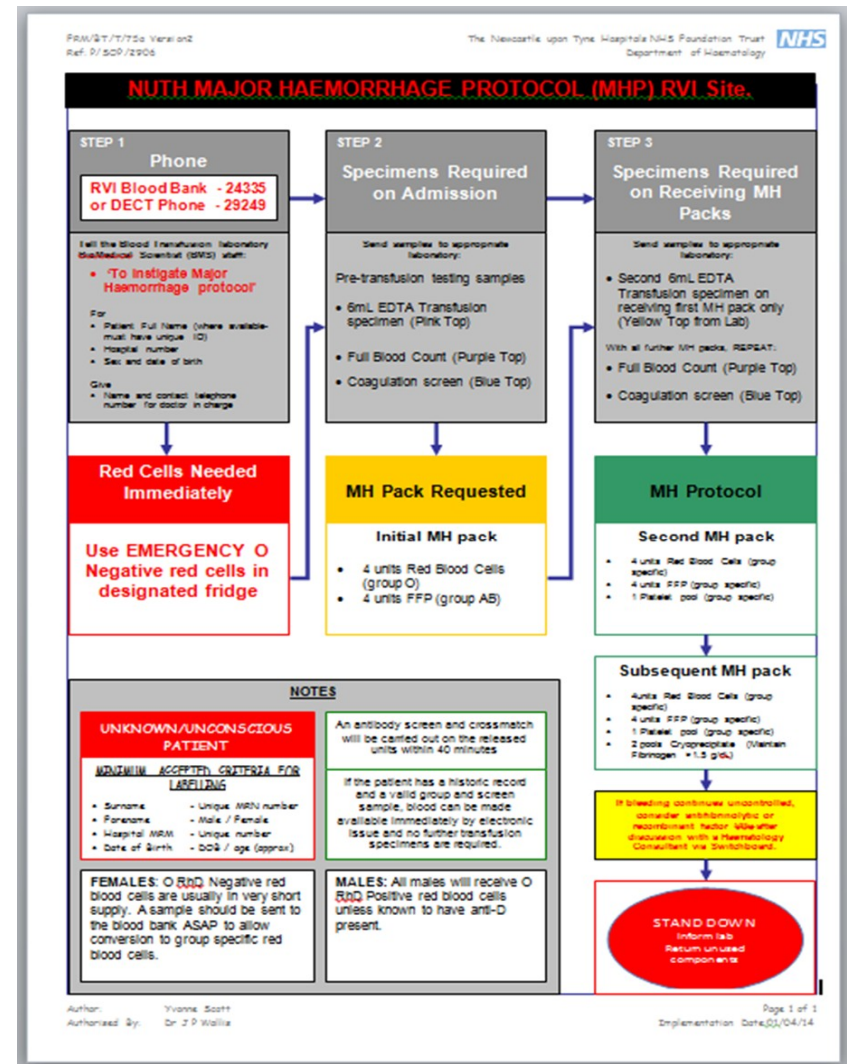 PRM/BT/T/75a Version2
Ref. P/SOP/2906
The Newcastle upon Tyne Hospitals NHS Foundation Trust
Department of Haematology
NHS
NUTH MAJOR HAEMORRHAGE PROTOCOL (MHP) RVI Site.
STEP 1
Phone
RVI Blood Bank - 24335
or DECT Phone - 29249
Tell the Blood Transfusion laboratory
BioMedical Scientist (BMS) staff:
• 'To Instigate Major
Haemorrhage protocol'
For
• Patient Full Name (where available-
must have unique ID)
• Hospital number
• Sex and date of birth
Give
• Name and contact telephone
number for doctor in charge
STEP 2
Specimens Required
on Admission
Send samples to appropriate
laboratory:
Pre-transfusion testing samples
• 6mL EDTA Transfusion
specimen (Pink Top)
• Full Blood Count (Purple Top)
• Coagulation screen (Blue Top)
STEP 3
Specimens Required
on Receiving MH
Packs
Send samples to appropriate
laboratory:
• Second 6mL EDTA
Transfusion specimen on
receiving first MH pack only
(Yellow Top from Lab)
With all further MH packs, REPEAT:
• Full Blood Count (Purple Top)
• Coagulation screen (Blue Top)
Red Cells Needed
Immediately
Use EMERGENCY O
Negative red cells in
designated fridge
MH Pack Requested
Initial MH pack
• 4 units Red Blood Cells
(group O)
• 4 units FFP (group AB)
MH Protocol
Second MH pack
• 4 units Red Blood Cells (group
specific)
• 4 units FFP (group specific)
• 1 Platelet pool (group specific)
Subsequent MH pack
• 4units Red Blood Cells (group
specific)
• 4 units FFP (group specific)
• 1 Platelet pool (group specific)
• 2 pools Cryoprecipitate (Maintain
Fibrinogen 1.5 g/dL)
If bleeding continues uncontrolled,
consider antifibrinolytic or
recombinant factor VIIa after
discussion with a Haematology
Consultant via Switchboard.
STAND DOWN
Inform lab
Return unused
components
NOTES
UNKNOWN/UNCONSCIOUS
PATIENT
MINIMUM ACCEPTED CRITERIA FOR
LABELLING
• Surname - Unique MRN number
• Forename - Male / Female
• Hospital MRM - Unique number
• Date of Birth - DOB / age (approx)
An antibody screen and crossmatch
will be carried out on the released
units within 40 minutes
If the patient has a historic record
and a valid group and screen
sample, blood can be made
available immediately by electronic
issue and no further transfusion
specimens are required.
FEMALES: O RhD Negative red
blood cells are usually in very short
supply. A sample should be sent to
the blood bank ASAP to allow
conversion to group specific red
blood cells.
MALES: All males will receive O
RhD Positive red blood cells
unless known to have anti-D
present.
Author: Yvonne Scott
Authorised By: Dr J P Wallis
Page 1 of 1
Implementation Date:01/04/14